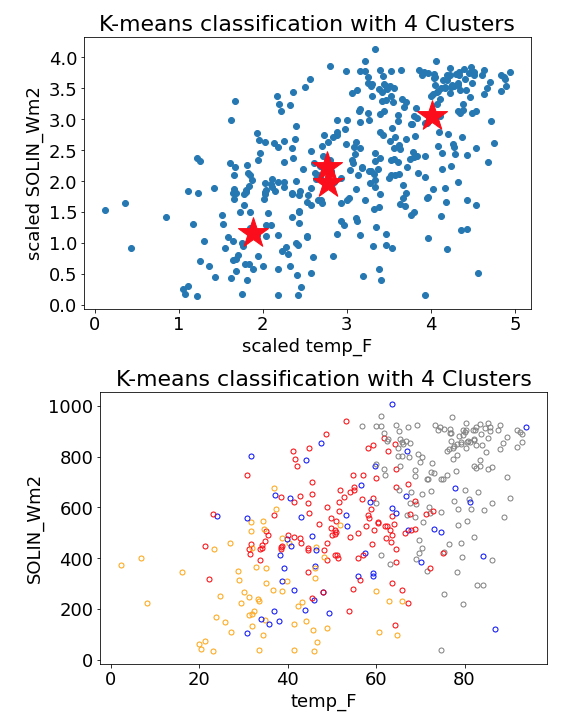 K-means classification with 4 Clusters
4.0
3.5
3.0
2.5
2.0
1.5
1.0
0.5
0.0
scaled SOLIN_Wm2
0 1 2 3 4 5
scaled temp_F
K-means classification with 4 Clusters
1000
800
600
400
200
0
SOLIN_Wm2
0 20 40 60 80
temp_F